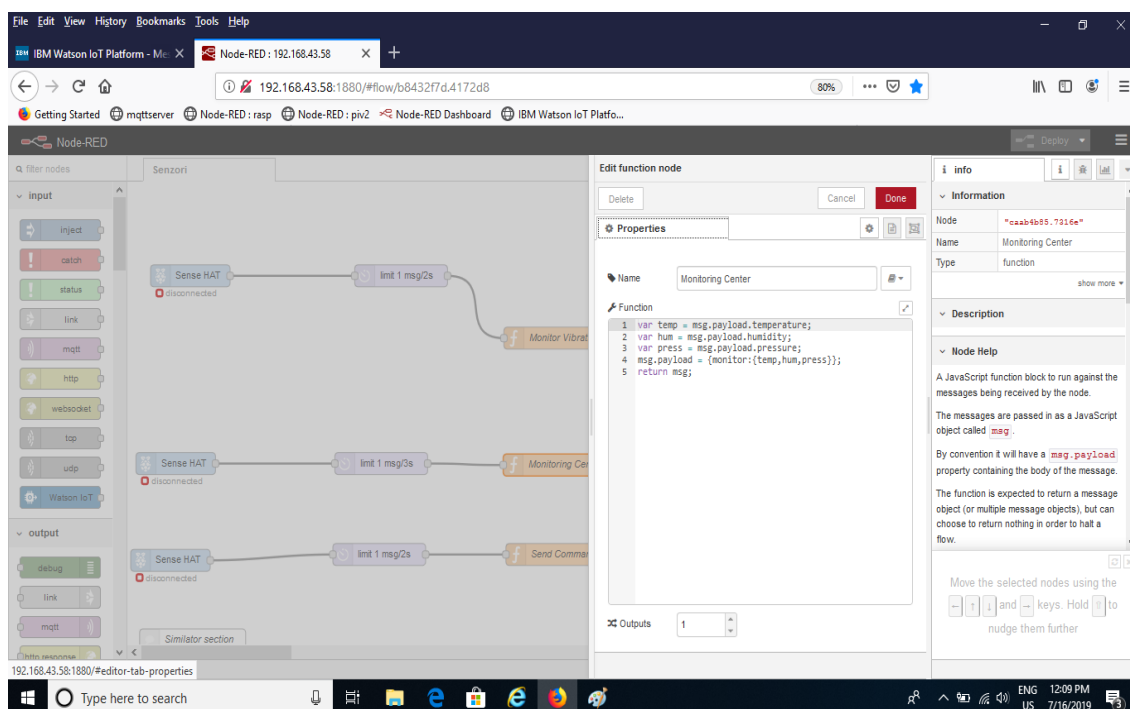 File Edit View History Bookmarks Tools Help
IBM Watson IoT Platform - Me
Node-RED : 192.168.43.58
192.168.43.58:1880/#flow/b8432f7d.4172d8
80%
Getting Started mqttserver Node-RED : rasp Node-RED : piv2 Node-RED Dashboard IBM Watson IoT Platfo...
Node-RED
Deploy
filter nodes
input
inject
catch
status
link
mqtt
http
websocket
tcp
udp
Watson IoT
output
debug
link
mqtt
http response
Senzori
Sense HAT
disconnected
limit 1 msg/2s
Monitor Vibrat
Sense HAT
disconnected
limit 1 msg/3s
Monitoring Cen
Sense HAT
disconnected
limit 1 msg/2s
Send Comman
Similator section
Edit function node
Delete Cancel Done
Properties
Name Monitoring Center
Function
1 var temp = msg.payload.temperature;
2 var hum = msg.payload.humidity;
3 var press = msg.payload.pressure;
4 msg.payload = {monitor:{temp,hum,press}};
5 return msg;
Outputs 1
info
Information
Node "caab4b85.7316e"
Name Monitoring Center
Type function
show more
Description
Node Help
A JavaScript function block to run against the
messages being received by the node.
The messages are passed in as a JavaScript
object called msg.
By convention it will have a msg.payload
property containing the body of the message.
The function is expected to return a message
object (or multiple message objects), but can
choose to return nothing in order to halt a
flow.
Move the selected nodes using the
← ↑ ↓ and → keys. Hold ⇧ to
nudge them further
192.168.43.58:1880/#editor-tab-properties
Type here to search
ENG
US
12:09 PM
7/16/2019
3